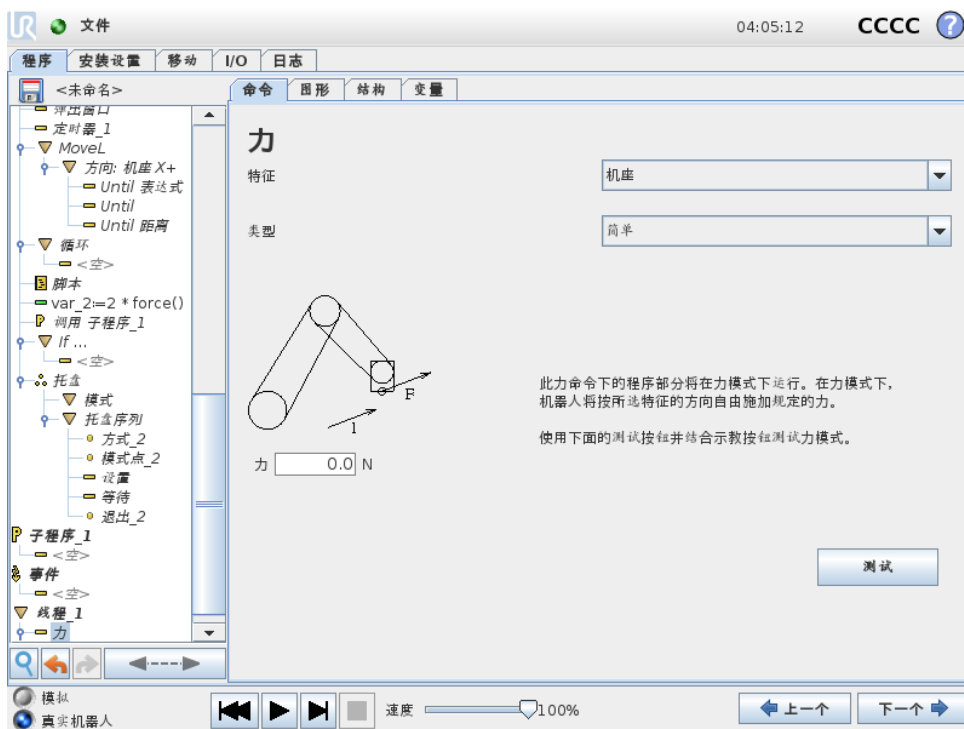 UR 文件 04:05:12 CCCC ?
程序 安装设置 移动 I/O 日志
<未命名> 命令 图形 结构 变量
弹出窗口
定时器_1
MoveL
方向: 机座 X+
Until 表达式
Until
Until 距离
循环
<空>
脚本
var_2:=2 * force()
P 调用 子程序_1
If ...
<空>
托盘
模式
托盘序列
方式_2
模式点_2
设置
等待
退出_2
P 子程序_1
<空>
事件
<空>
线程_1
力
力
特征 机座
类型 简单
F
1
力 0.0 N
此力命令下的程序部分将在力模式下运行。在力模式下,
机器人将按所选特征的方向自由施加规定的力。
使用下面的测试按钮并结合示教按钮测试力模式。
测试
模拟
真实机器人
速度 100%
上一个 下一个